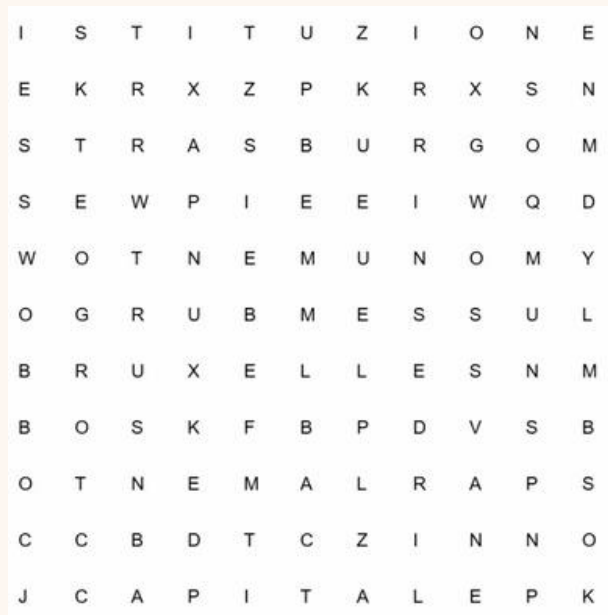 I S T I T U Z I O N E
E K R X Z P K R X S N
S T R A S B U R G O M
S E W P I E E I W Q D
W O T N E M U N O M Y
O G R U B M E S S U L
B R U X E L L E S N M
B O S K F B P D V S B
O T N E M A L R A P S
C C B D T C Z I N N O
J C A P I T A L E P K